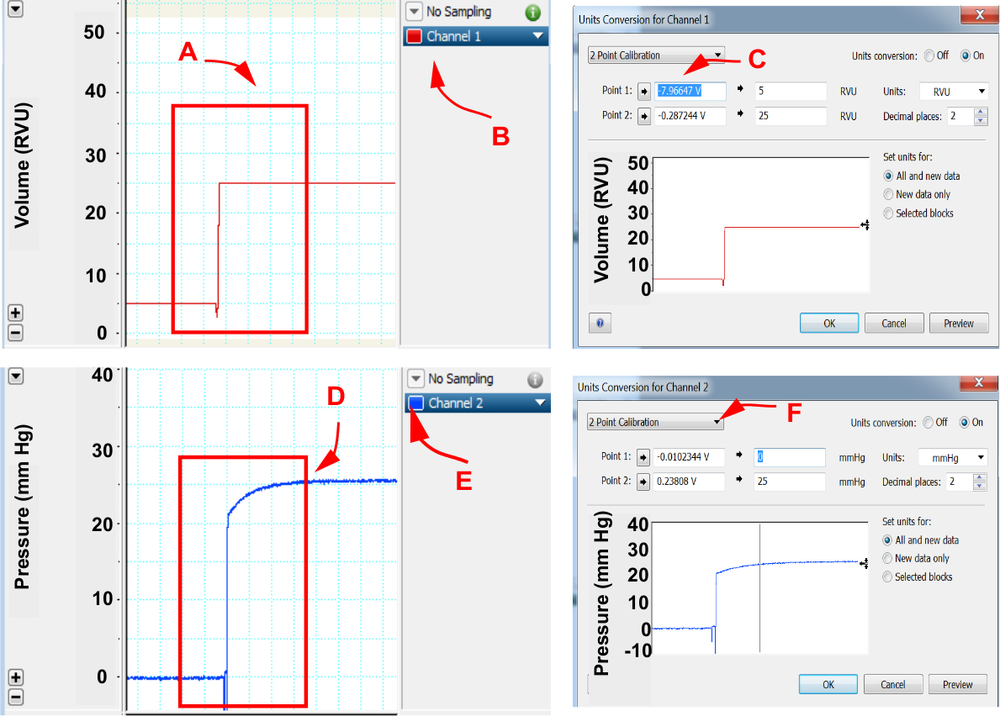 No Sampling
Channel 1
50
40
30
20
10
0
Volume (RVU)
A
B
Units Conversion for Channel 1
2 Point Calibration
C
Units conversion: Off On
Point 1: -7.96647 V 5 RVU Units: RVU
Point 2: -0.287244 V 25 RVU Decimal places: 2
Volume (RVU)
50
40
30
20
10
0
Set units for:
All and new data
New data only
Selected blocks
OK Cancel Preview
No Sampling
Channel 2
40
30
20
10
0
Pressure (mm Hg)
D
E
Units Conversion for Channel 2
2 Point Calibration
F
Units conversion: Off On
Point 1: -0.0102344 V 0 mmHg Units: mmHg
Point 2: 0.23808 V 25 mmHg Decimal places: 2
Pressure (mm Hg)
40
30
20
10
0
-10
Set units for:
All and new data
New data only
Selected blocks
OK Cancel Preview